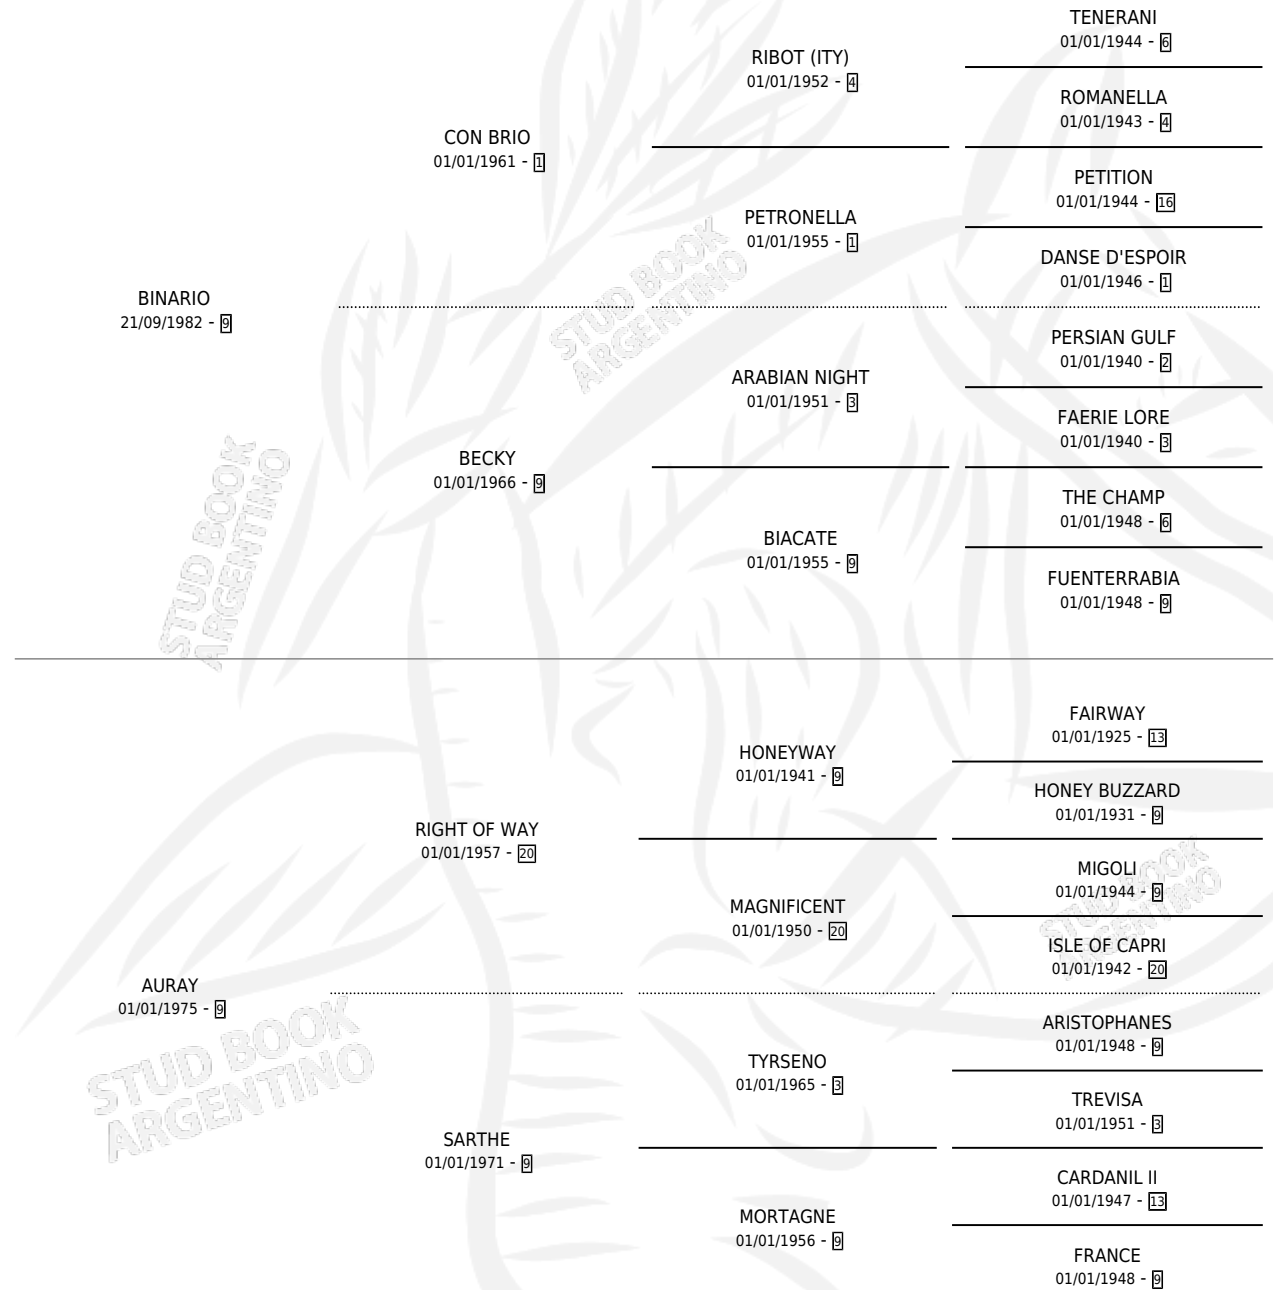 TENERANI
01/01/1944 - 6
RIBOT (ITY)
01/01/1952 - 4
ROMANELLA
01/01/1943 - 4
CON BRIO
01/01/1961 - 1
PETITION
01/01/1944 - 16
PETRONELLA
01/01/1955 - 1
DANSE D'ESPOIR
01/01/1946 - 1
BINARIO
21/09/1982 - 9
PERSIAN GULF
01/01/1940 - 2
ARABIAN NIGHT
01/01/1951 - 3
FAERIE LORE
01/01/1940 - 3
BECKY
01/01/1966 - 9
THE CHAMP
01/01/1948 - 6
BIACATE
01/01/1955 - 9
FUENTERRABIA
01/01/1948 - 9
STUD BOOK
ARGENTINO
STUD BOOK
ARGENTINO
FAIRWAY
01/01/1925 - 13
HONEYWAY
01/01/1941 - 9
HONEY BUZZARD
01/01/1931 - 9
RIGHT OF WAY
01/01/1957 - 20
MIGOLI
01/01/1944 - 9
MAGNIFICENT
01/01/1950 - 20
ISLE OF CAPRI
01/01/1942 - 20
STUD BOOK
ARGENTINO
AURAY
01/01/1975 - 9
ARISTOPHANES
01/01/1948 - 9
TYRSENO
01/01/1965 - 3
TREVISA
01/01/1951 - 3
SARTHE
01/01/1971 - 9
CARDANIL II
01/01/1947 - 13
MORTAGNE
01/01/1956 - 9
FRANCE
01/01/1948 - 9
STUD BOOK
ARGENTINO